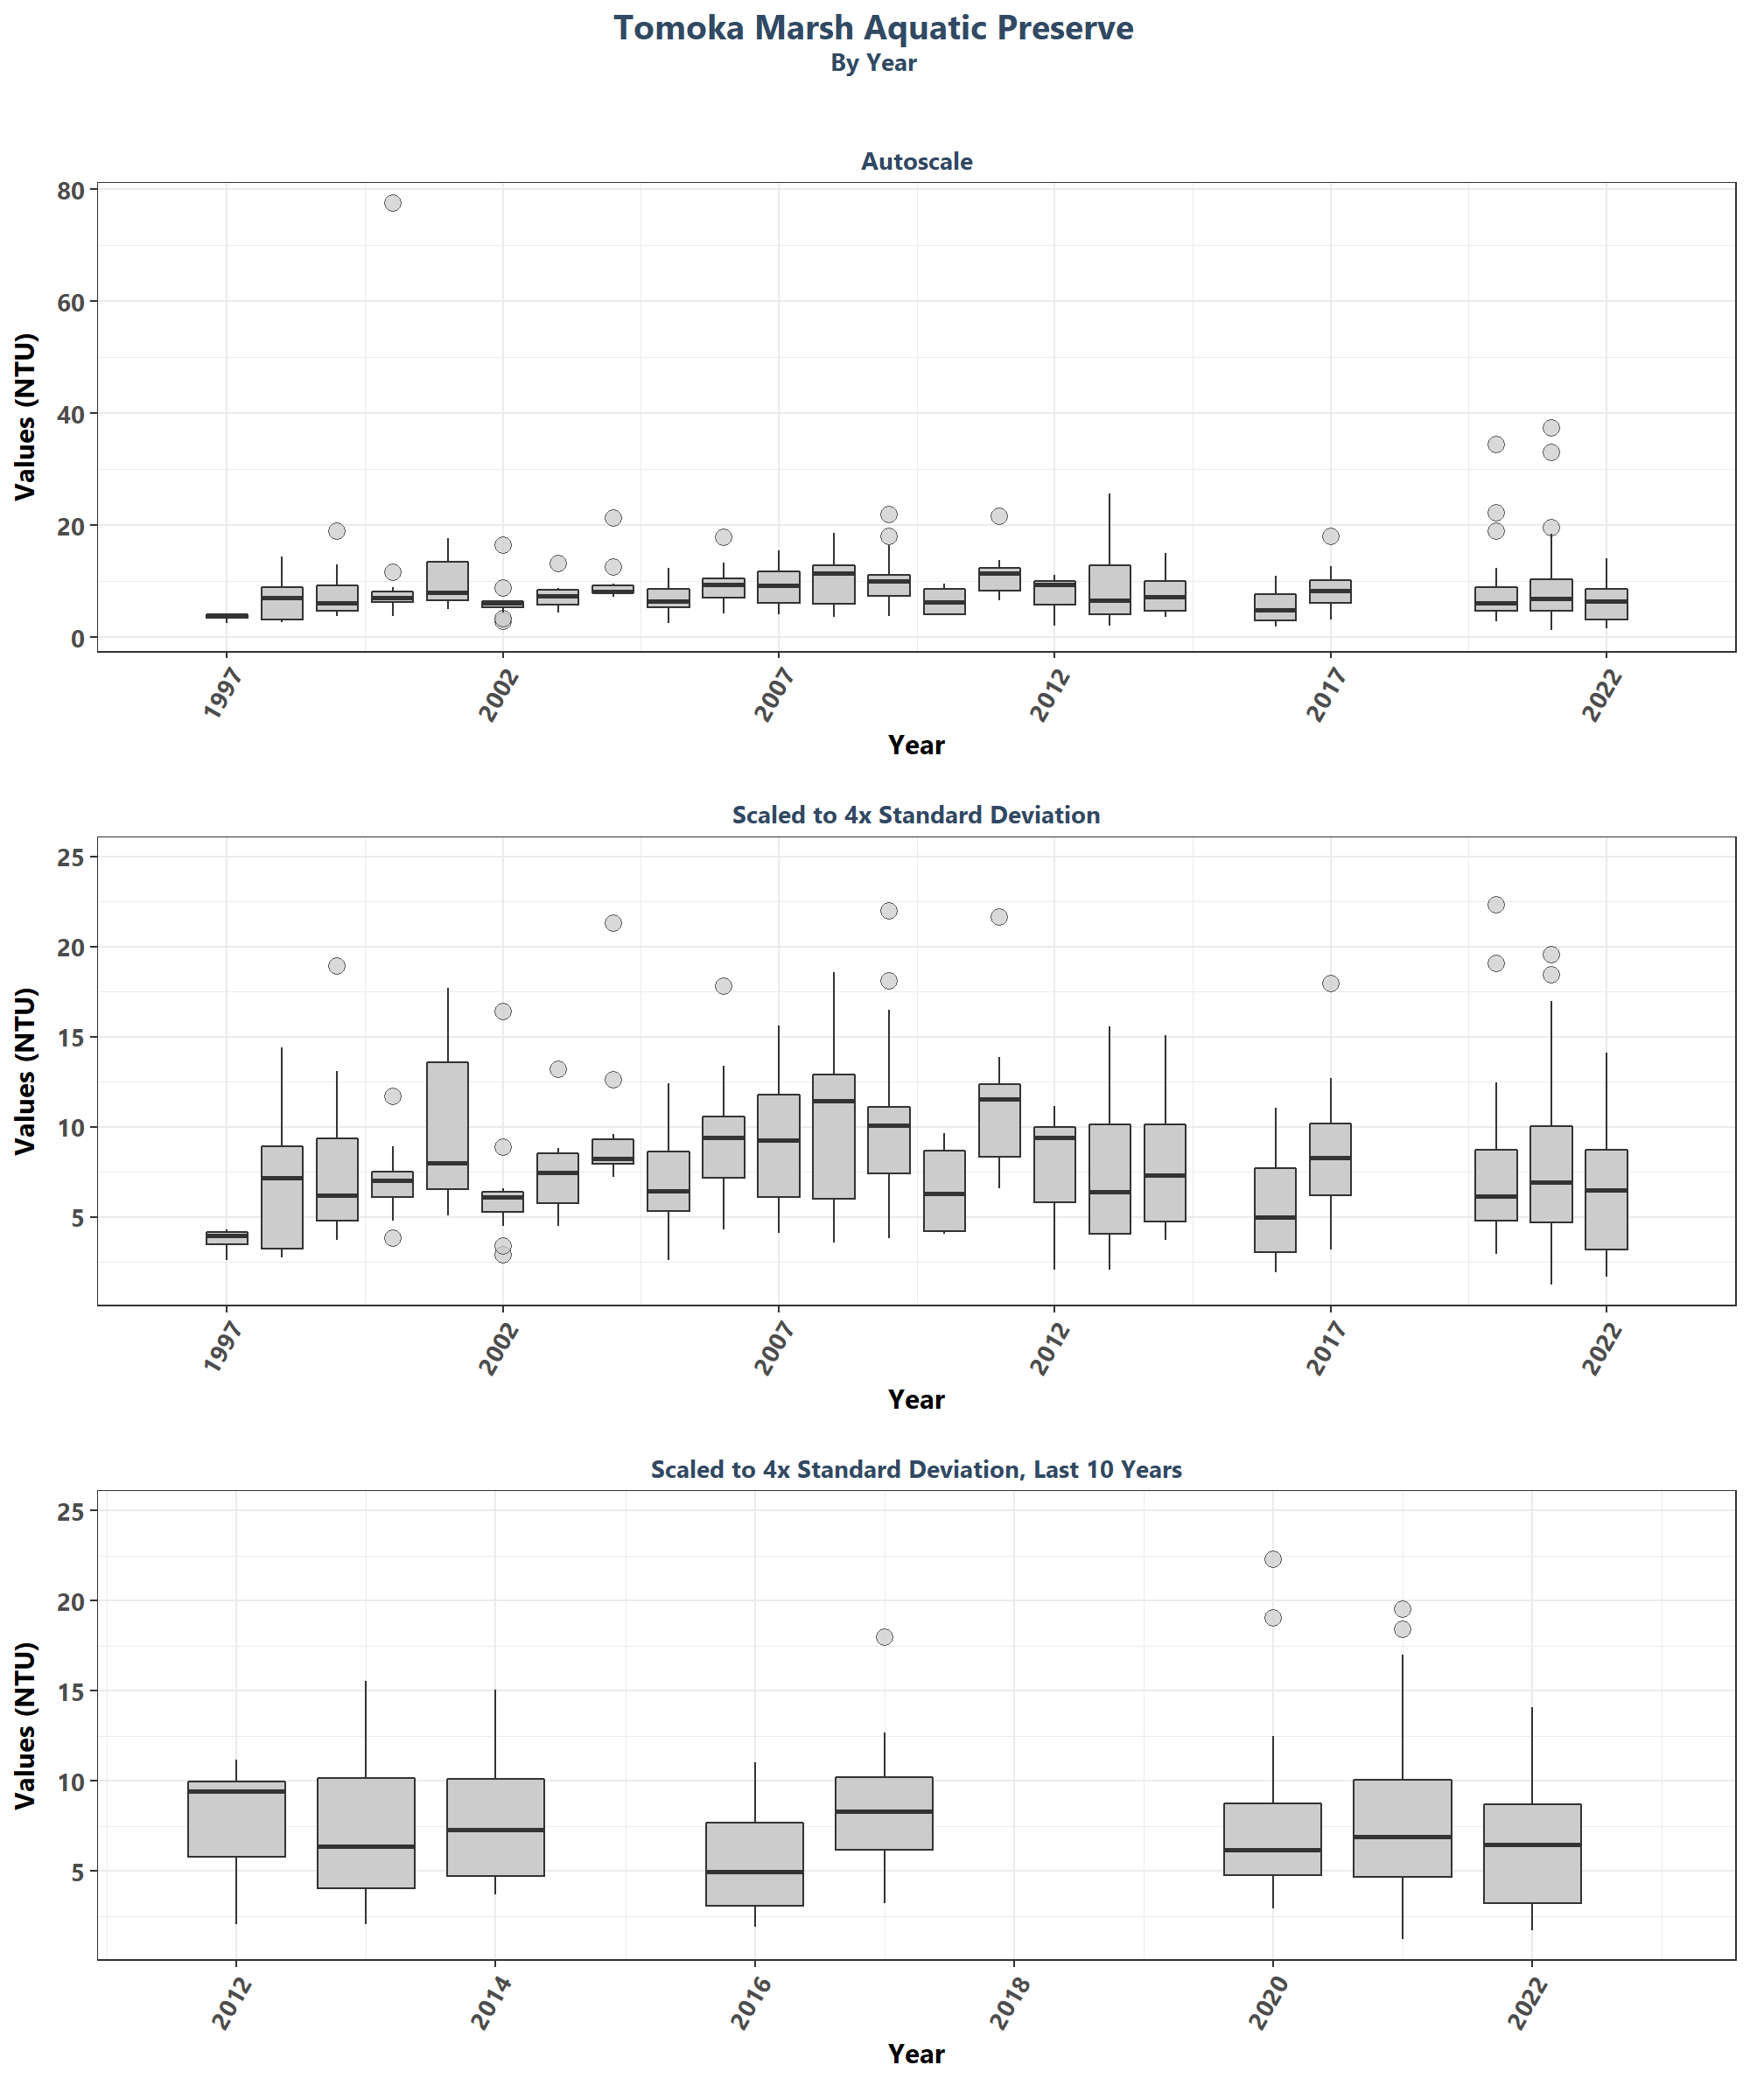 Tomoka Marsh Aquatic Preserve
By Year
Autoscale
Values (NTU)
80
60
40
20
0
1997 2002 2007 2012 2017 2022
Year
Scaled to 4x Standard Deviation
Values (NTU)
25
20
15
10
5
1997 2002 2007 2012 2017 2022
Year
Scaled to 4x Standard Deviation, Last 10 Years
Values (NTU)
25
20
15
10
5
2012 2014 2016 2018 2020 2022
Year